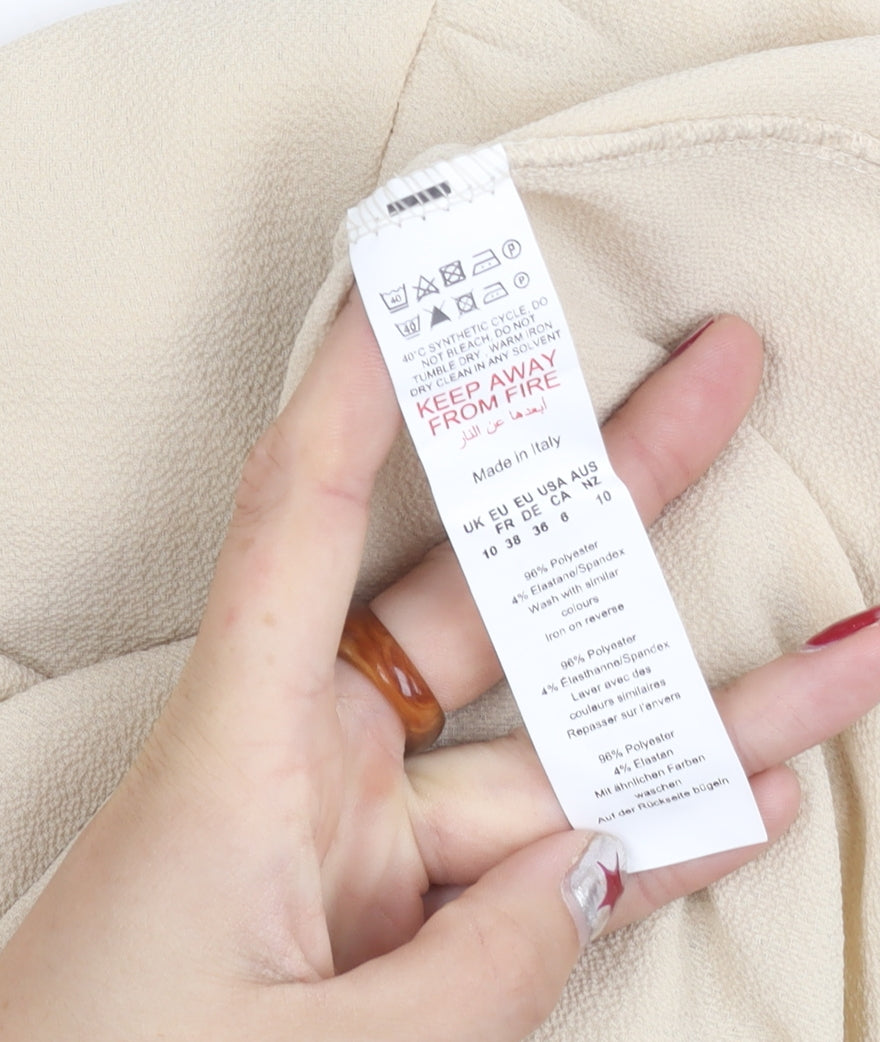 40
40
40°C SYNTHETIC CYCLE, DO
NOT BLEACH, DO NOT
TUMBLE DRY, WARM IRON
DRY CLEAN IN ANY SOLVENT
KEEP AWAY
FROM FIRE
ابعدها عن النار
Made in Italy
UK EU EU USA AUS
FR DE CA NZ
10 38 36 6 10
96% Polyester
4% Elastane/Spandex
Wash with similar
colours
Iron on reverse
96% Polyester
4% Élasthanne/Spandex
Laver avec des
couleurs similaires
Repasser sur l'envers
96% Polyester
4% Elastan
Mit ähnlichen Farben
waschen
Auf der Rückseite bügeln